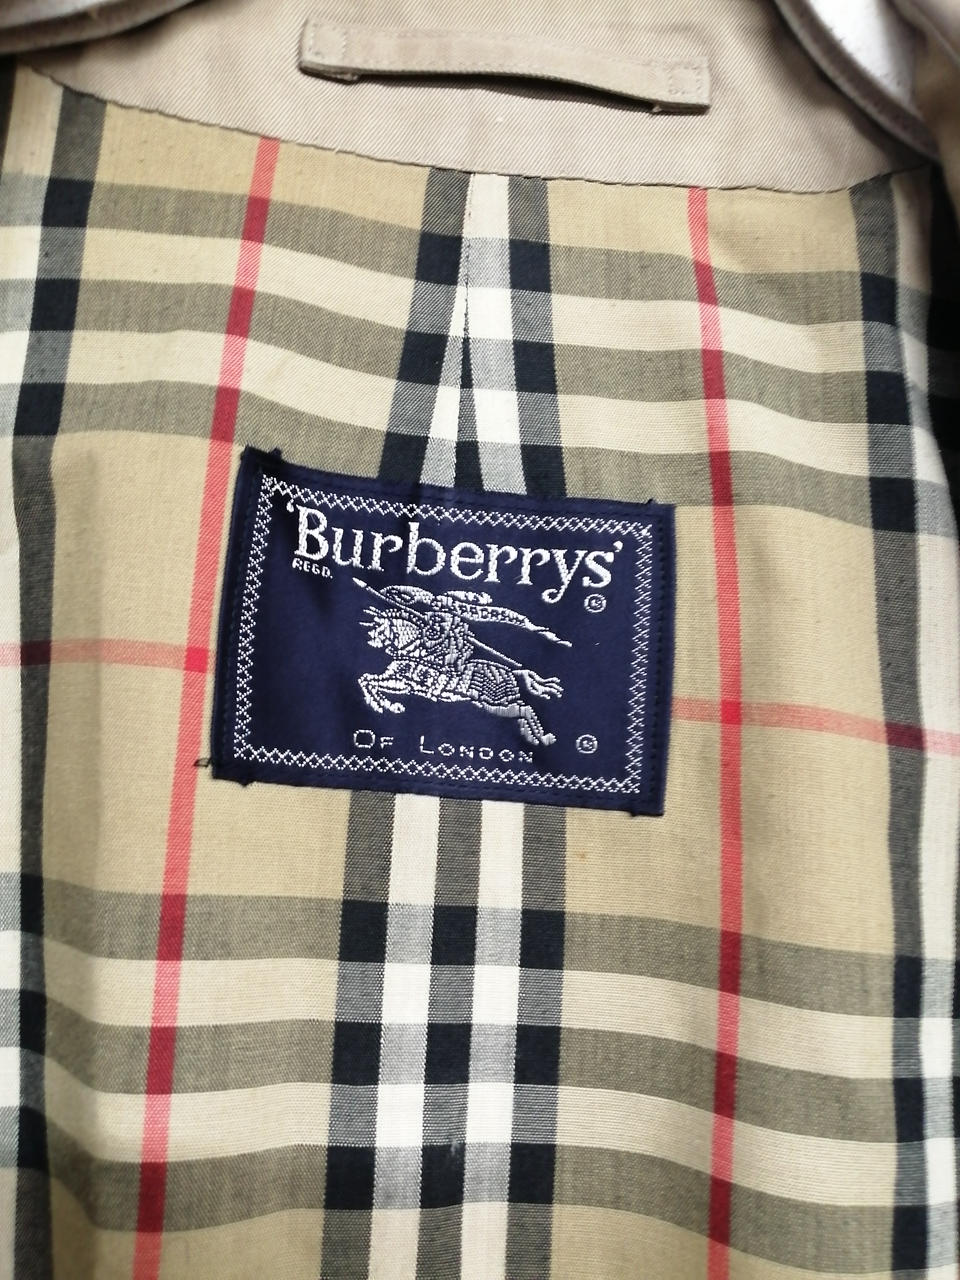 'Burberrys'
REGD.
OF LONDON